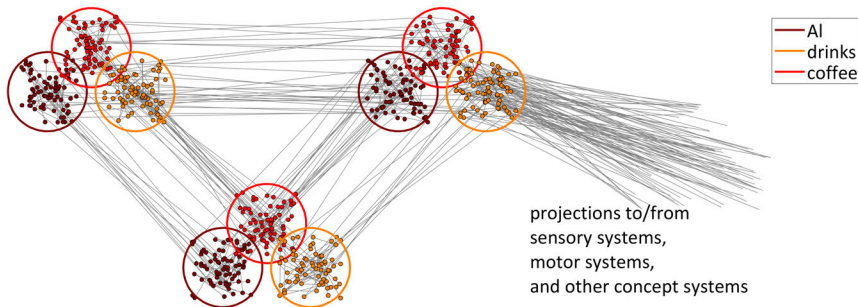 Al
drinks
coffee
projections to/from
sensory systems,
motor systems,
and other concept systems